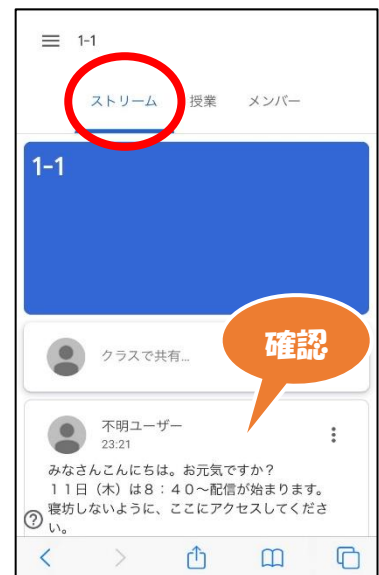 1-1
ストリーム 授業 メンバー
1-1
クラスで共有…
確認
不明ユーザー
23:21
みなさんこんにちは。お元気ですか？
１１日（木）は８：４０～配信が始まります。
寝坊しないように、ここにアクセスしてくださ
い。